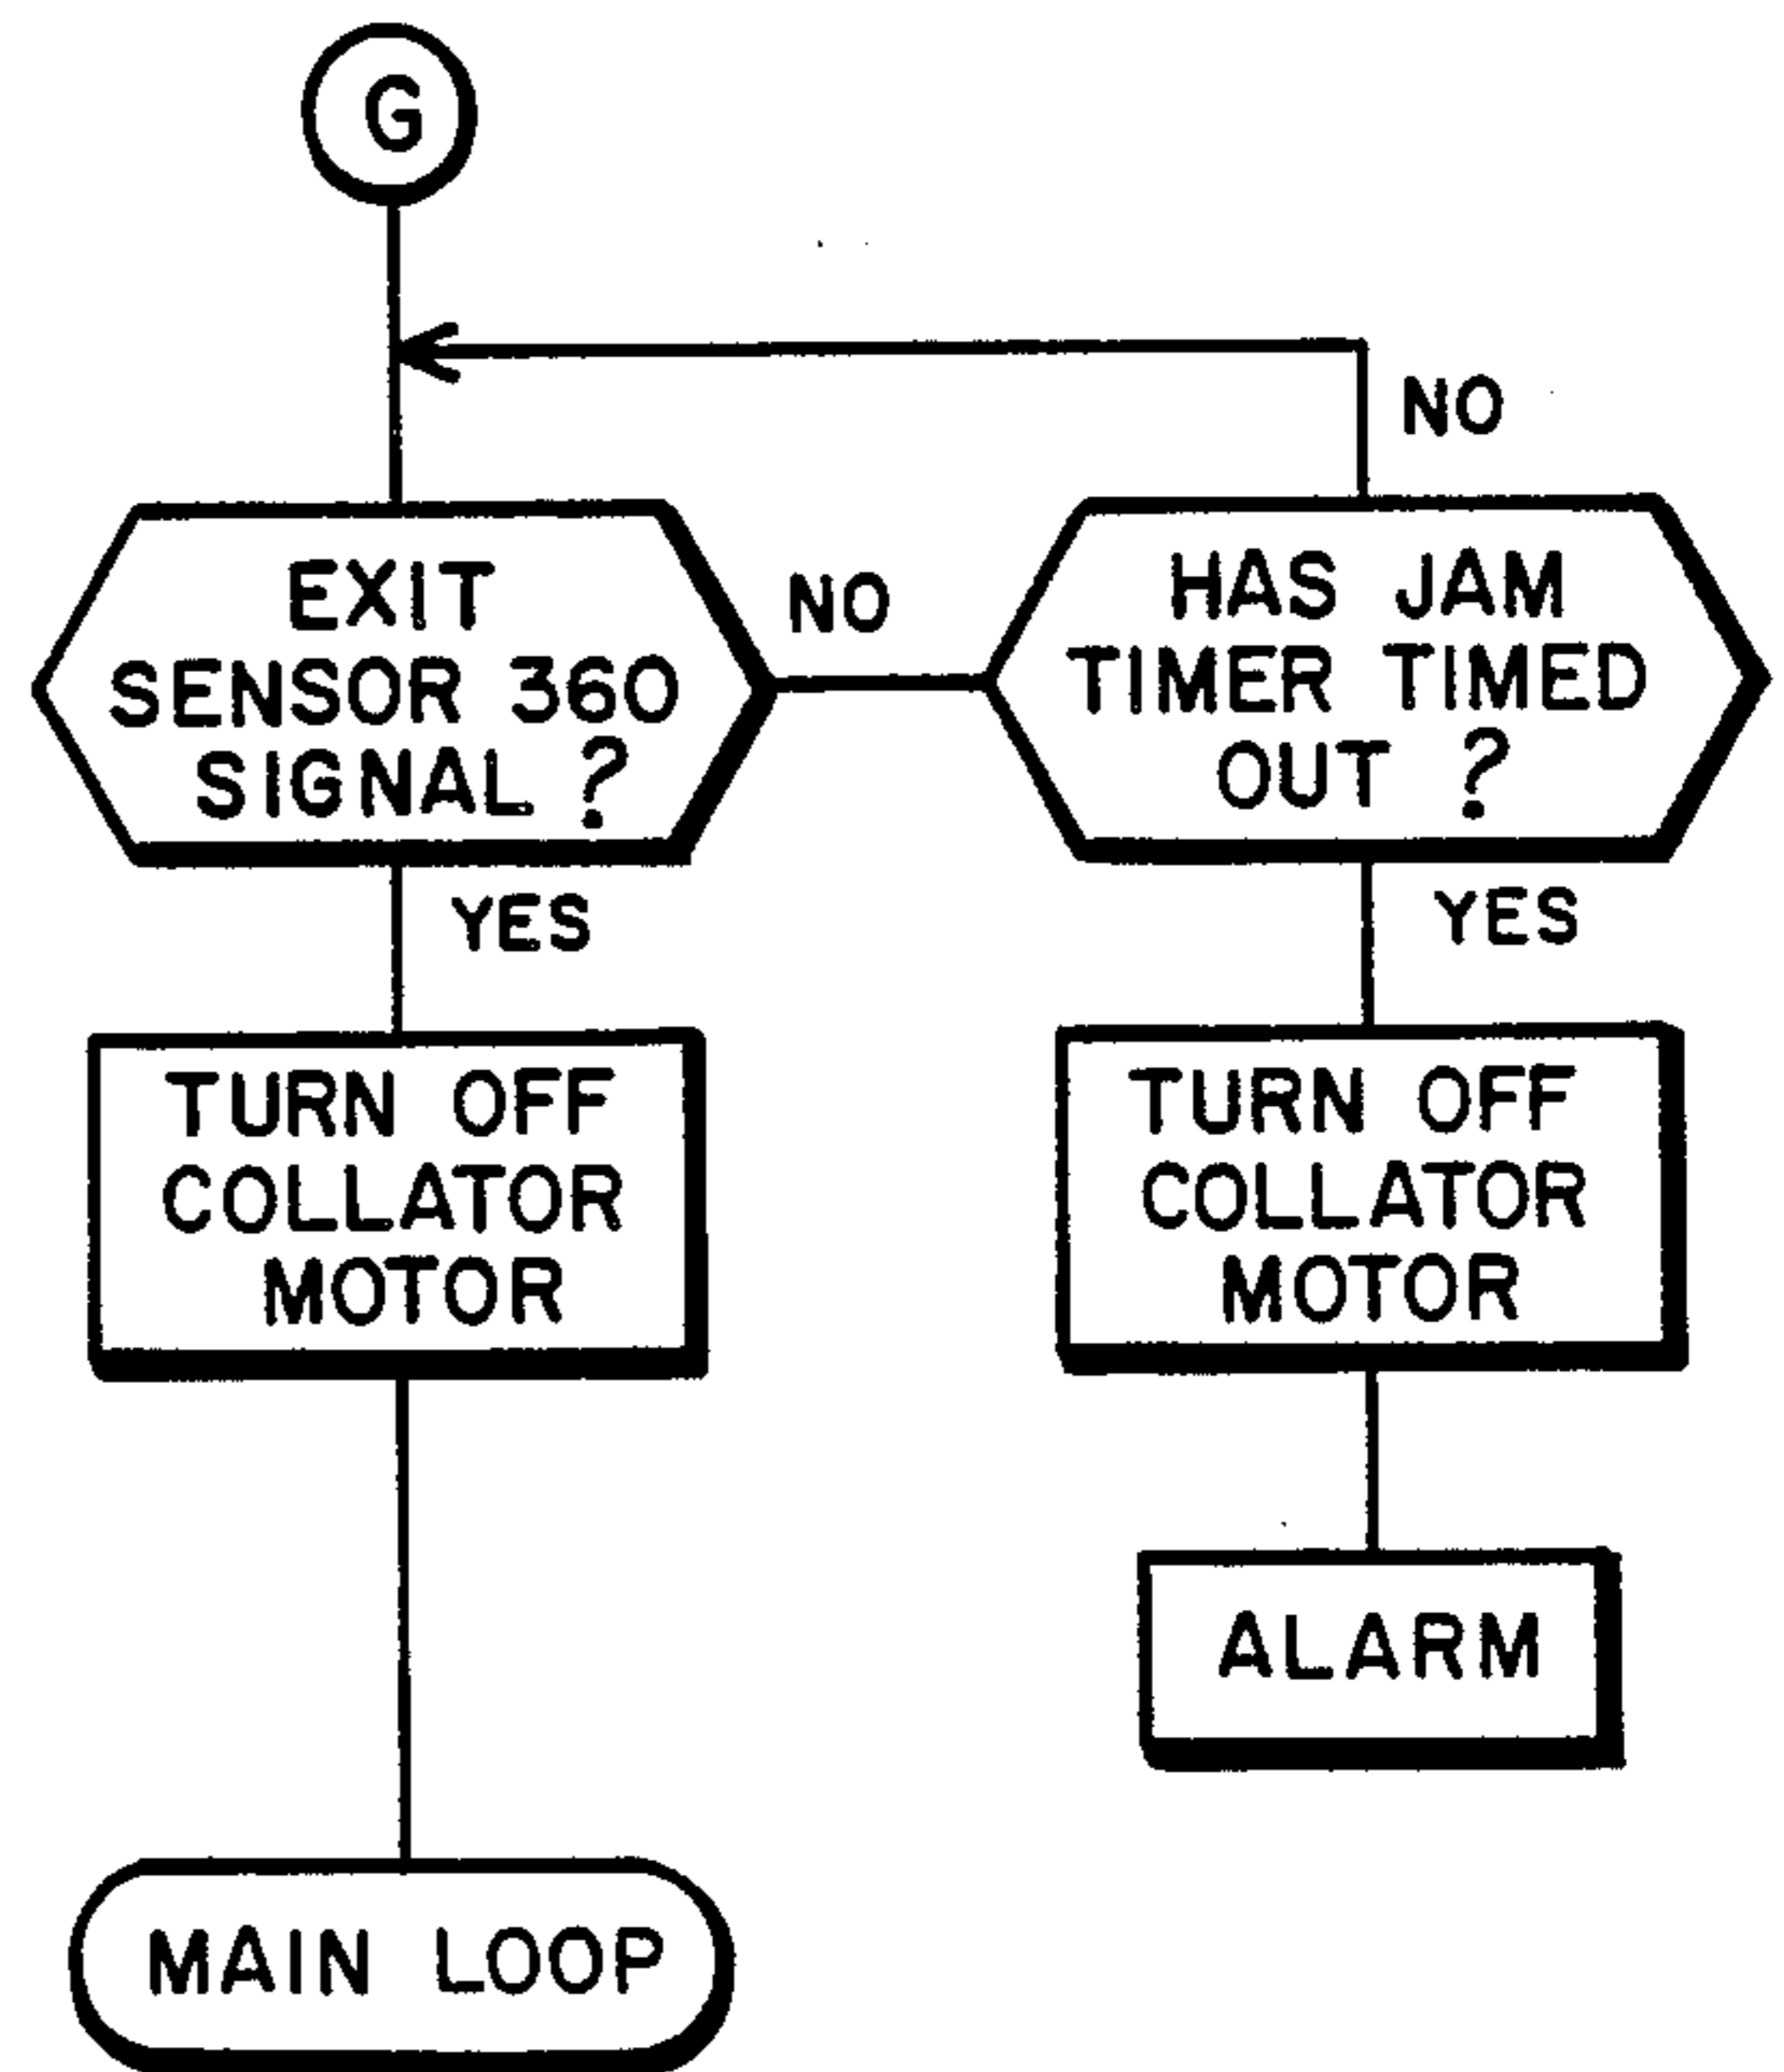 G
NO
EXIT
SENSOR 360
SIGNAL ?
NO
HAS JAM
TIMER TIMED
OUT ?
YES
YES
TURN OFF
COLLATOR
MOTOR
TURN OFF
COLLATOR
MOTOR
ALARM
MAIN LOOP